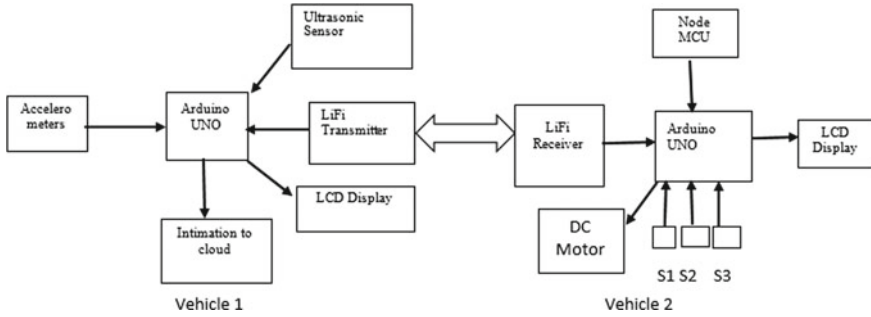 Ultrasonic
Sensor
Accelero
meters
Arduino
UNO
LiFi
Transmitter
LCD Display
Intimation to
cloud
Vehicle 1
Node
MCU
LiFi
Receiver
Arduino
UNO
LCD
Display
DC
Motor
S1 S2 S3
Vehicle 2